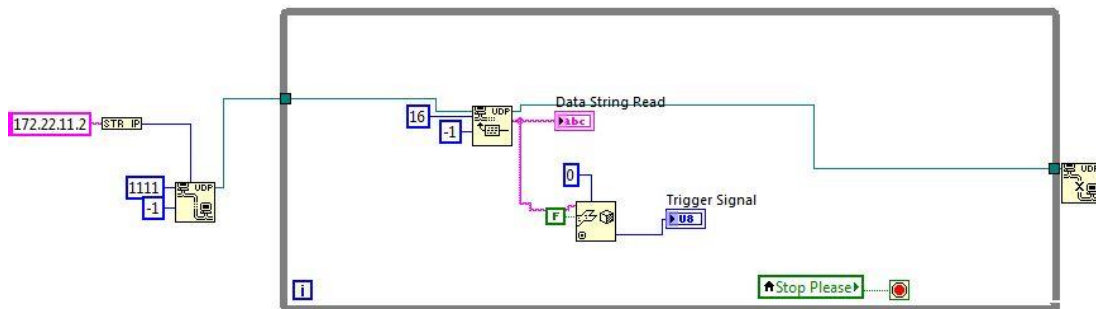 Data String Read
UDP
16
abc
-1
172.22.11.2
STR IP
UDP
0
1111
UDP
-1
Trigger Signal
F
U8
i
Stop Please